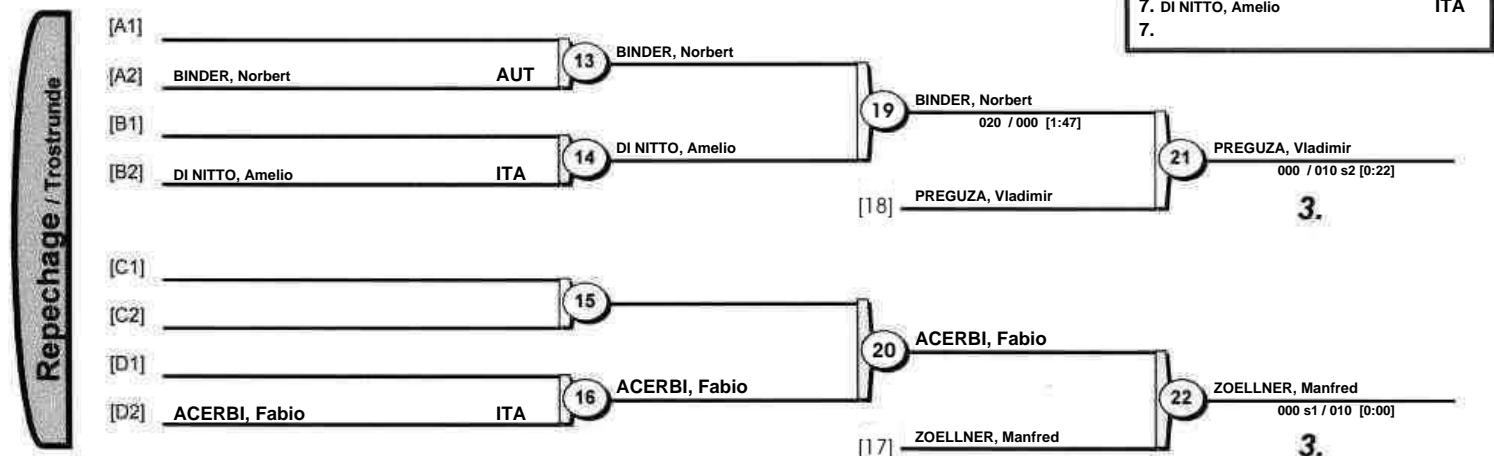 7. DI NITTO, Amelio ITA
7.
Repechage / Trostrunde
[A1]
[A2] BINDER, Norbert AUT
13 BINDER, Norbert
[B1]
[B2] DI NITTO, Amelio ITA
14 DI NITTO, Amelio
19 BINDER, Norbert
020 / 000 [1:47]
[18] PREGUZA, Vladimir
21 PREGUZA, Vladimir
000 / 010 s2 [0:22]
3.
[C1]
[C2]
15
[D1]
[D2] ACERBI, Fabio ITA
16 ACERBI, Fabio
20 ACERBI, Fabio
[17] ZOELLNER, Manfred
22 ZOELLNER, Manfred
000 s1 / 010 [0:00]
3.